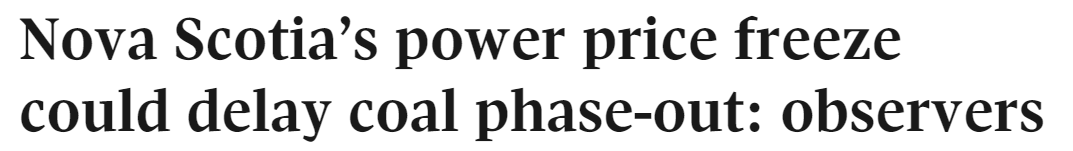 Nova Scotia’s power price freeze
could delay coal phase-out: observers